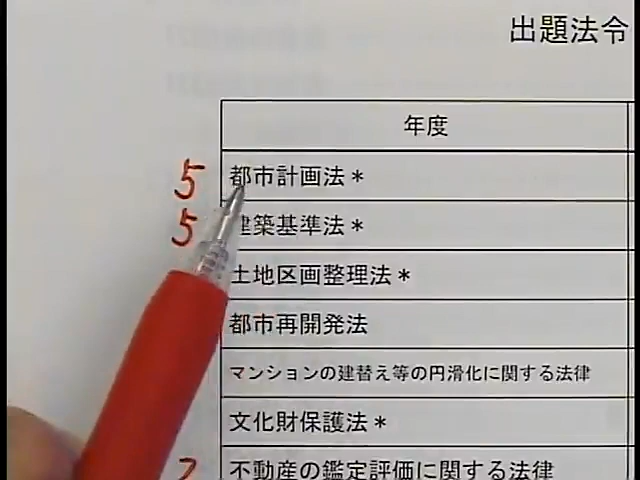 出題法令
年度
5 都市計画法＊
5 建築基準法＊
土地区画整理法＊
都市再開発法
マンションの建替え等の円滑化に関する法律
文化財保護法＊
不動産の鑑定評価に関する法律